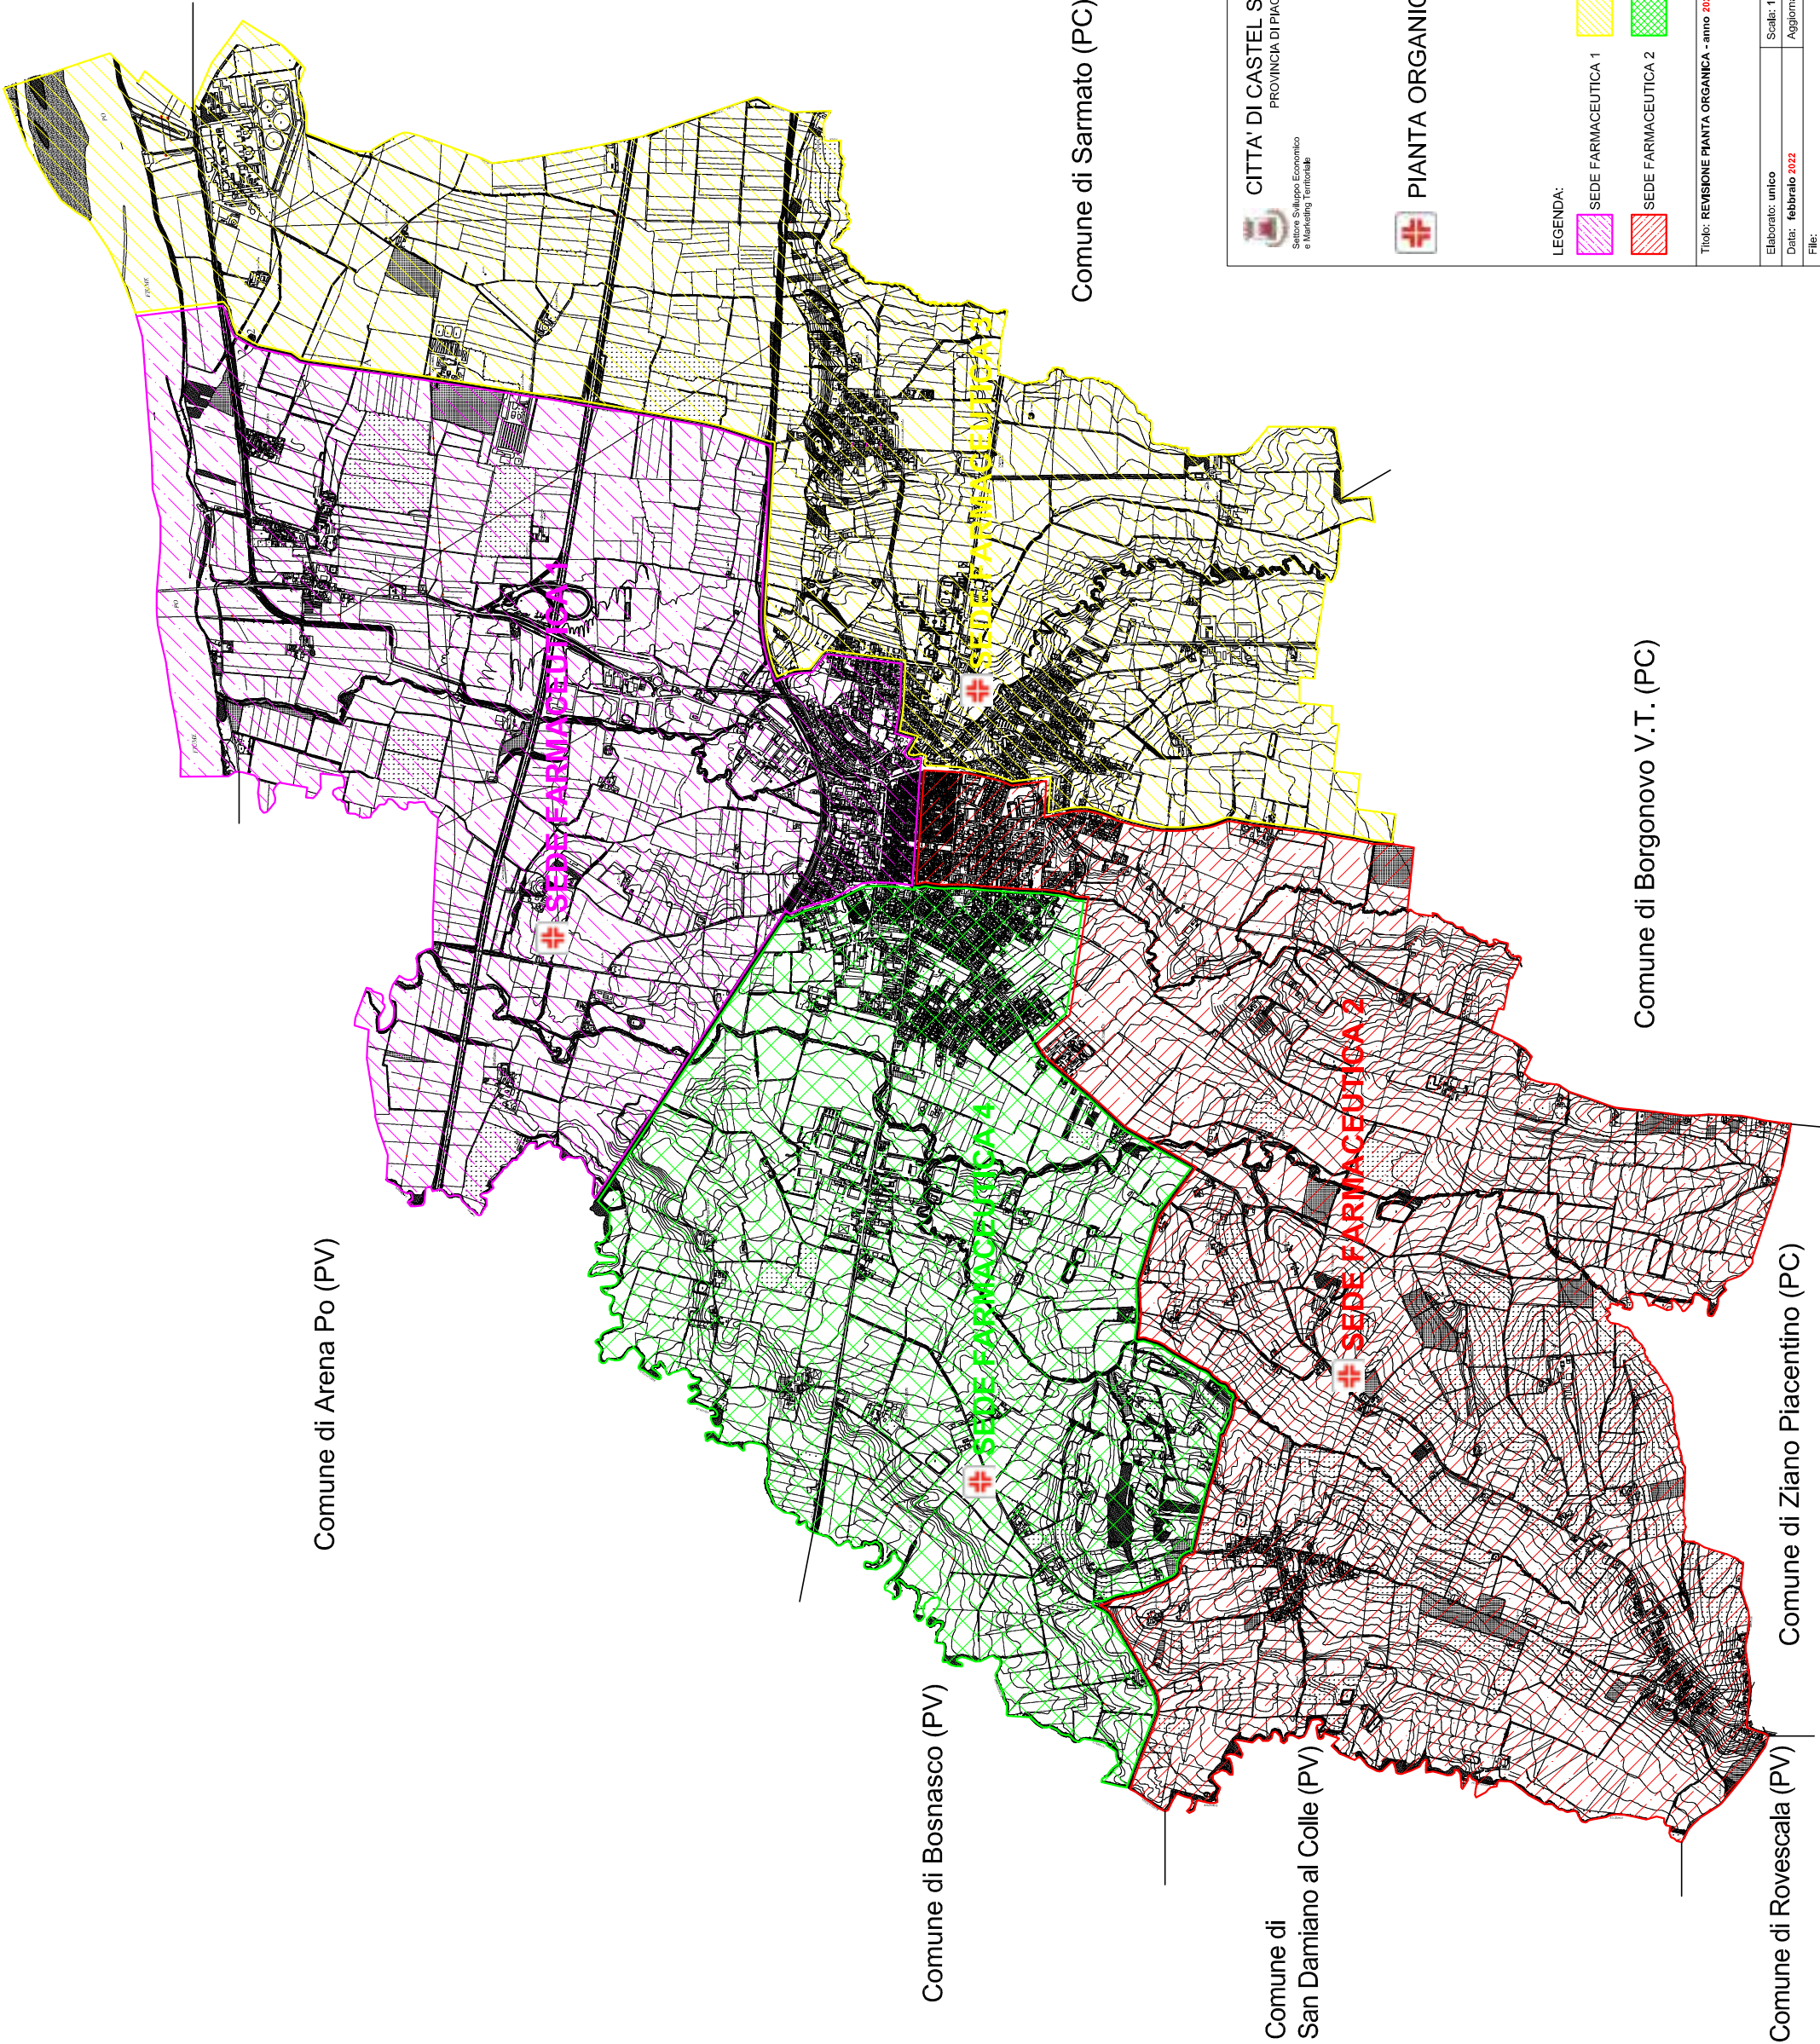 Comune di Arena Po (PV)
Comune di Bosnasco (PV)
Comune di
San Damiano al Colle (PV)
Comune di Rovescala (PV)
Comune di Ziano Piacentino (PC)
Comune di Borgonovo V.T. (PC)
Comune di Sarmato (PC)
SEDE FARMACEUTICA 1
SEDE FARMACEUTICA 3
SEDE FARMACEUTICA 4
SEDE FARMACEUTICA 2
CITTA' DI CASTEL S
PROVINCIA DI PIAC
Settore Sviluppo Economico
e Marketing Territoriale
PIANTA ORGANIC
LEGENDA:
SEDE FARMACEUTICA 1
SEDE FARMACEUTICA 2
Titolo: REVISIONE PIANTA ORGANICA - anno 202
Elaborato: unico
Scala: 1
Data: febbraio 2022
Aggiorna
File: